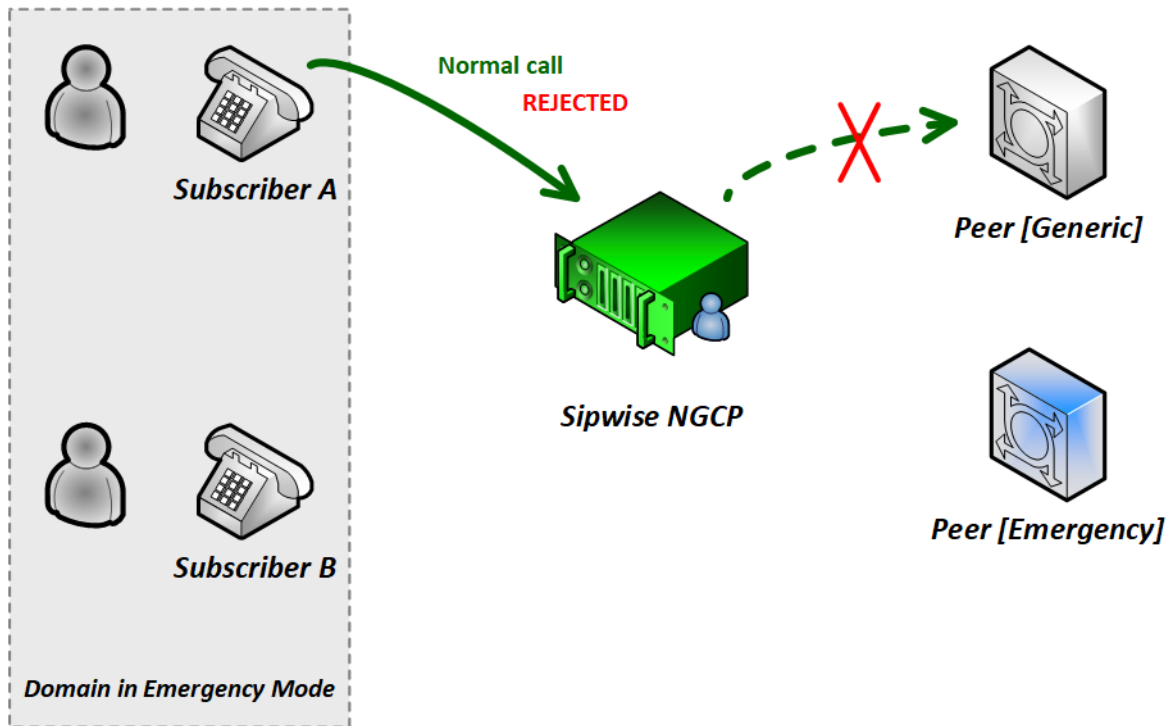 Normal call
REJECTED
Subscriber A
Peer [Generic]
Sipwise NGCP
Peer [Emergency]
Subscriber B
Domain in Emergency Mode